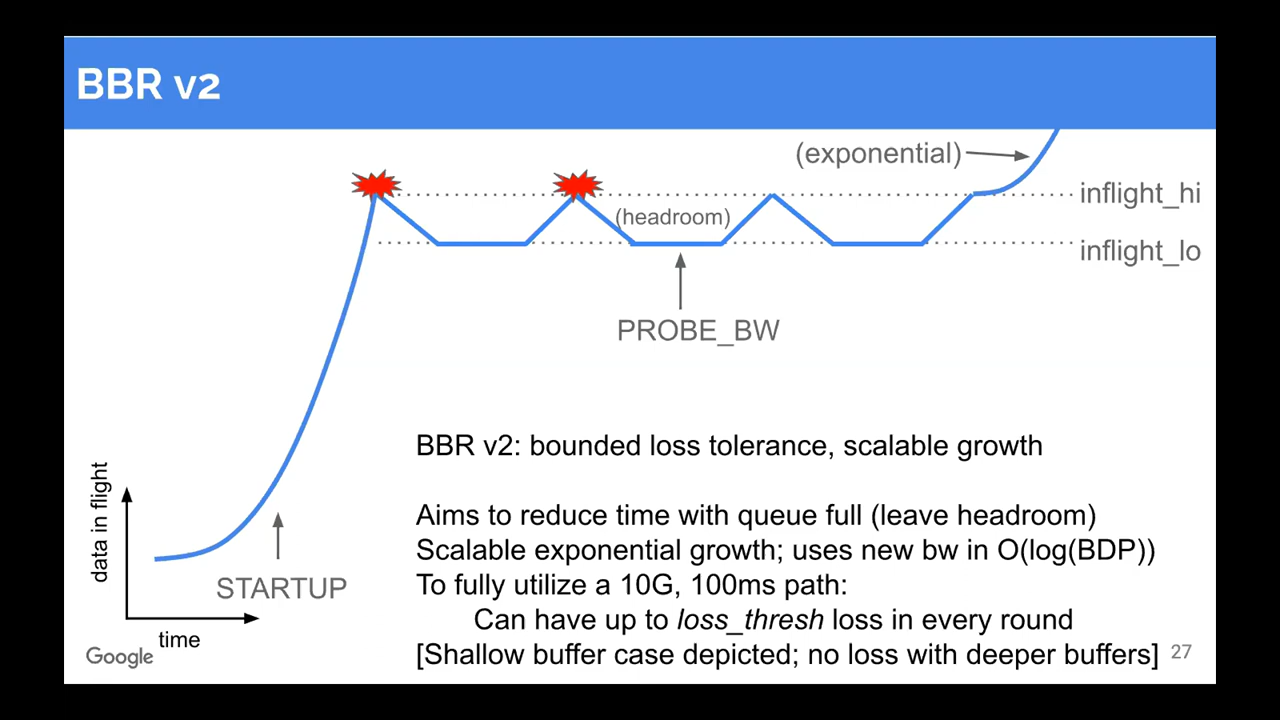 BBR v2
(exponential)
inflight_hi
(headroom)
inflight_lo
PROBE_BW
BBR v2: bounded loss tolerance, scalable growth
Aims to reduce time with queue full (leave headroom)
Scalable exponential growth; uses new bw in O(log(BDP))
To fully utilize a 10G, 100ms path:
Can have up to loss_thresh loss in every round
[Shallow buffer case depicted; no loss with deeper buffers]
data in flight
STARTUP
time
Google
27